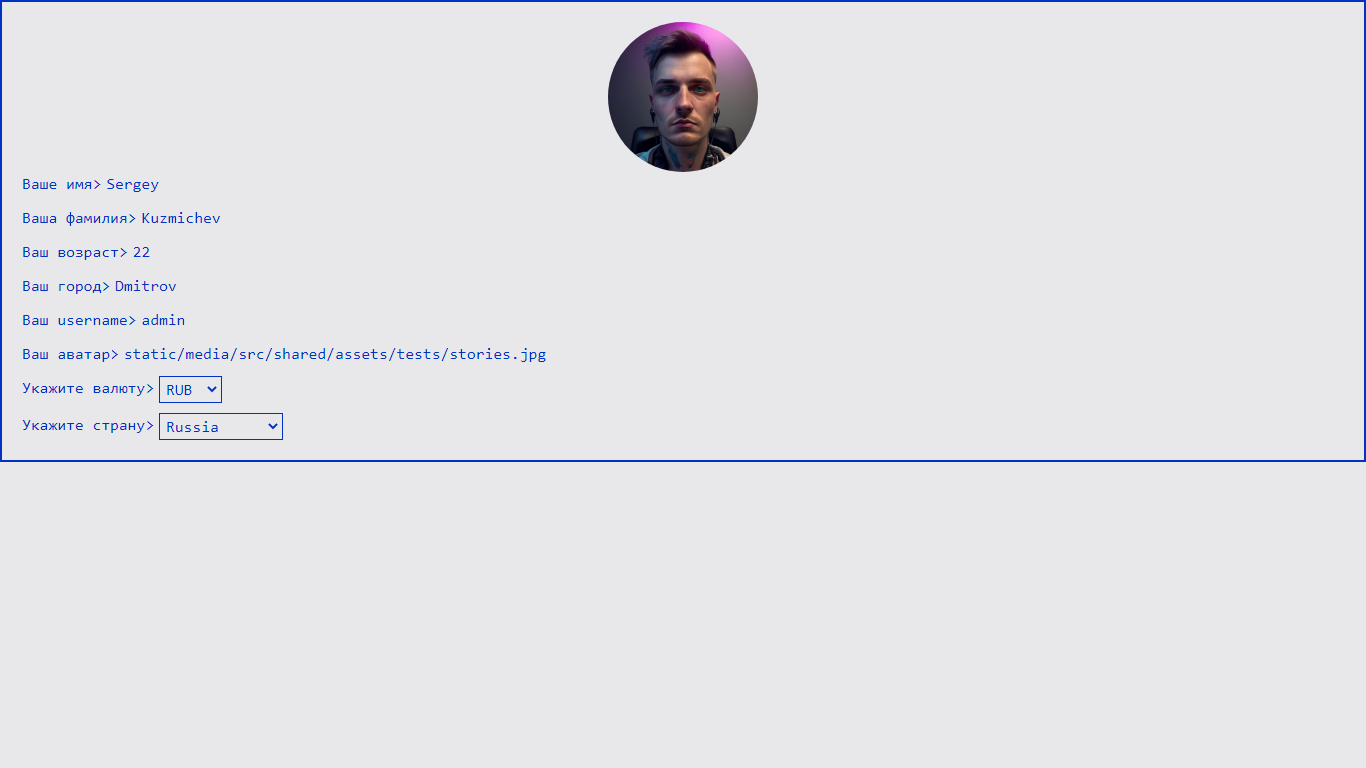 Ваше имя> Sergey
Ваша фамилия> Kuzmichev
Ваш возраст> 22
Ваш город> Dmitrov
Ваш username> admin
Ваш аватар> static/media/src/shared/assets/tests/stories.jpg
Укажите валюту> RUB
Укажите страну> Russia